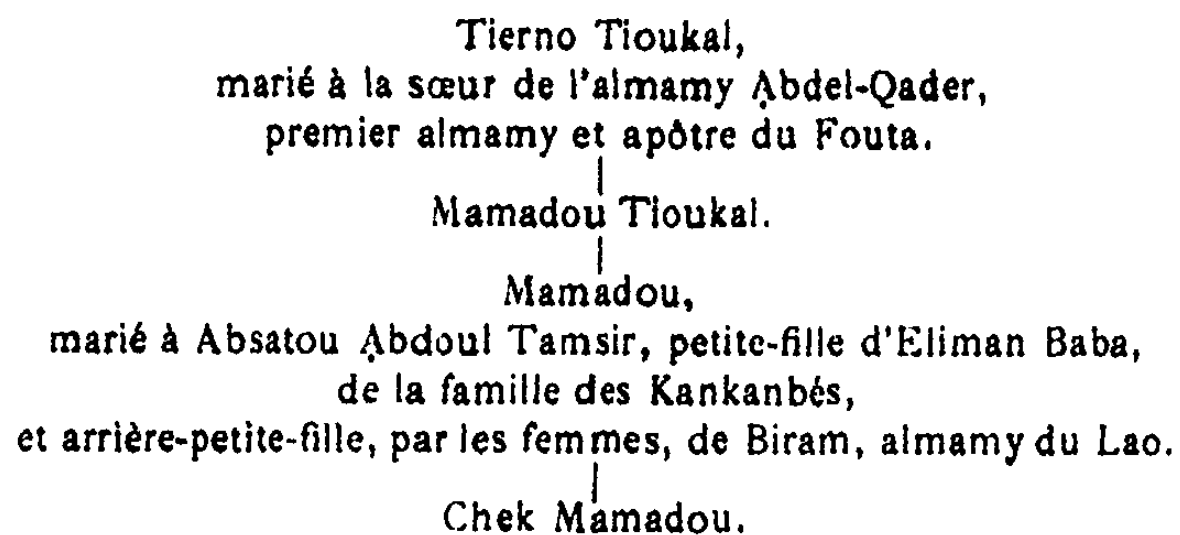 Tierno Tioukal,
marié à la sœur de l'almamy Ạbdel-Qader,
premier almamy et apôtre du Fouta.
Mamadou Tioukal.
Mamadou,
marié à Absatou Ạbdoul Tamsir, petite-fille d'Eliman Baba,
de la famille des Kankanbés,
et arrière-petite-fille, par les femmes, de Biram, almamy du Lao.
Chek Mamadou.